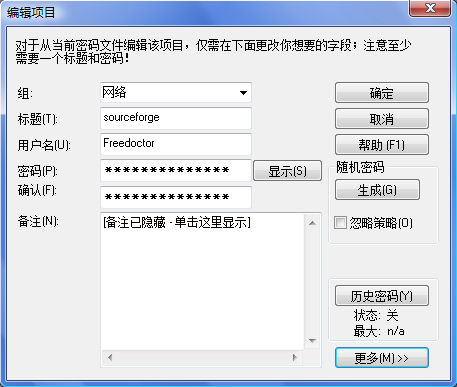 编辑项目
对于从当前密码文件编辑该项目，仅需在下面更改你想要的字段；注意至少
需要一个标题和密码！
组:
网络
确定
标题(T):
sourceforge
取消
用户名(U):
Freedoctor
帮助 (F1)
密码(P):
**************
显示(S)
随机密码
确认(F):
**************
生成(G)
备注(N):
[备注已隐藏 - 单击这里显示]
忽略策略(O)
历史密码(Y)
状态: 关
最大: n/a
更多(M) >>